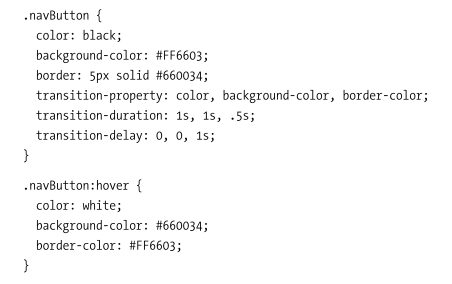 .navButton {
color: black;
background-color: #FF6603;
border: 5px solid #660034;
transition-property: color, background-color, border-color;
transition-duration: 1s, 1s, .5s;
transition-delay: 0, 0, 1s;
}
.navButton:hover {
color: white;
background-color: #660034;
border-color: #FF6603;
}